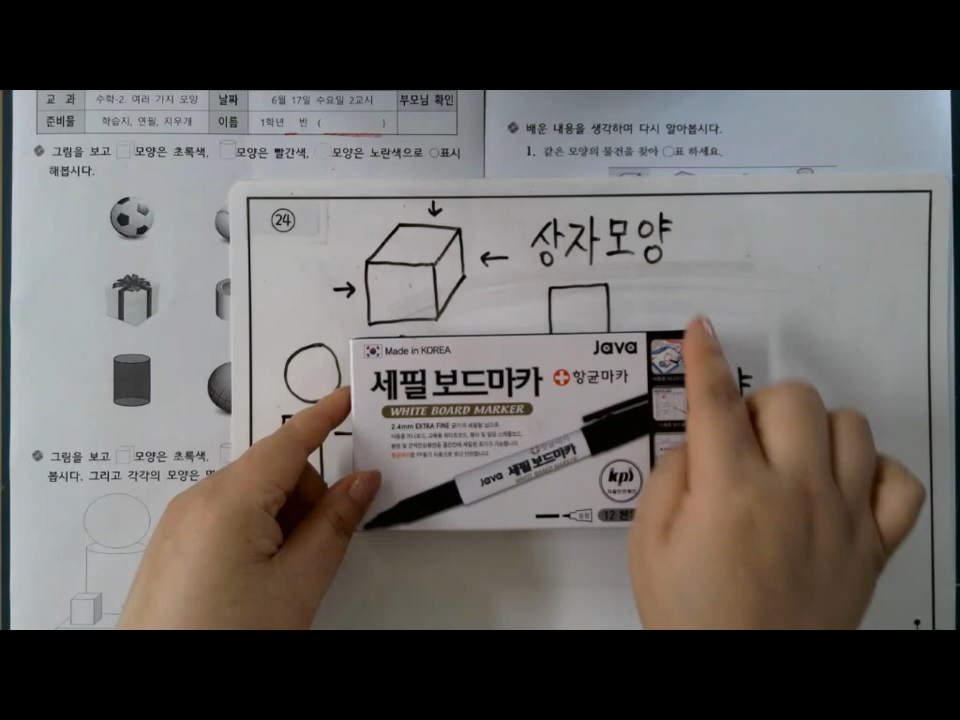 교 과 수학-2. 여러 가지 모양 날짜 6월 17일 수요일 2교시 부모님 확인
준비물 학습지, 연필, 지우개 이름 1학년 반 ( )
그림을 보고 모양은 초록색, 모양은 빨간색, 모양은 노란색으로 ○표시
해봅시다.
배운 내용을 생각하며 다시 알아봅시다.
1. 같은 모양의 물건을 찾아 ○표 하세요.
24
상자모양
Made in KOREA
Java
세필 보드마카 항균마카
WHITE BOARD MARKER
2.4mm EXTRA FINE
Java 세필 보드마카
WHITE BOARD MARKER
kpi
12
그림을 보고 모양은 초록색,
봅시다. 그리고 각각의 모양은